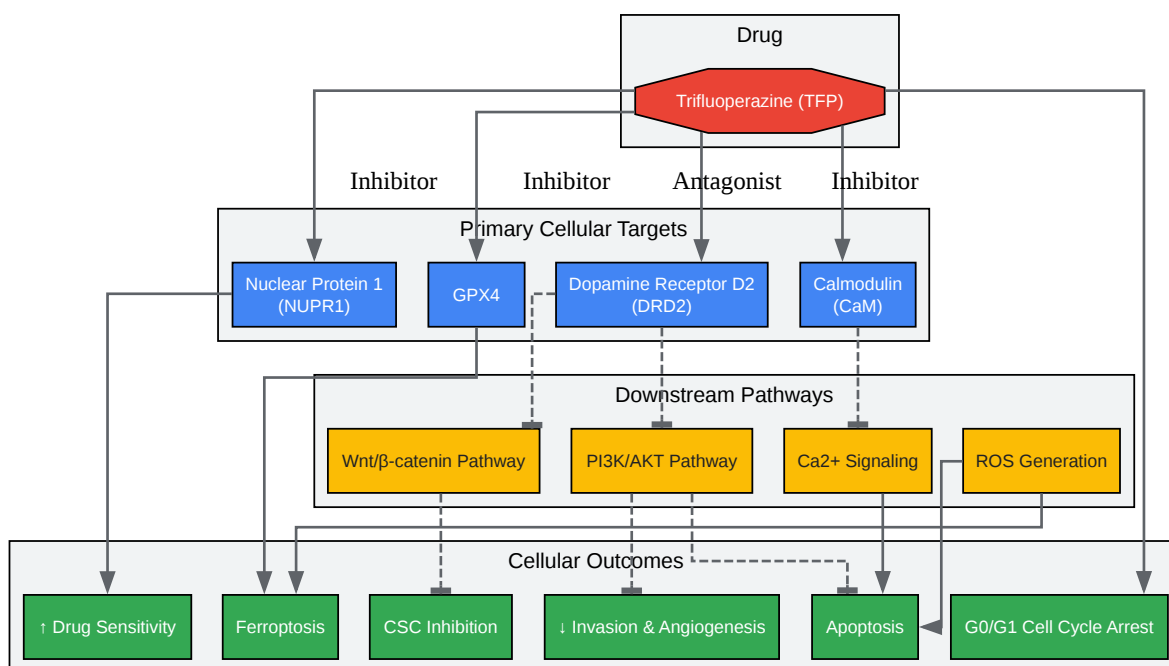 Drug
Trifluoperazine (TFP)
Inhibitor
Inhibitor
Antagonist
Inhibitor
Primary Cellular Targets
Nuclear Protein 1
(NUPR1)
GPX4
Dopamine Receptor D2
(DRD2)
Calmodulin
(CaM)
Downstream Pathways
Wnt/β-catenin Pathway
PI3K/AKT Pathway
Ca2+ Signaling
ROS Generation
Cellular Outcomes
↑ Drug Sensitivity
Ferroptosis
CSC Inhibition
↓ Invasion & Angiogenesis
Apoptosis
G0/G1 Cell Cycle Arrest